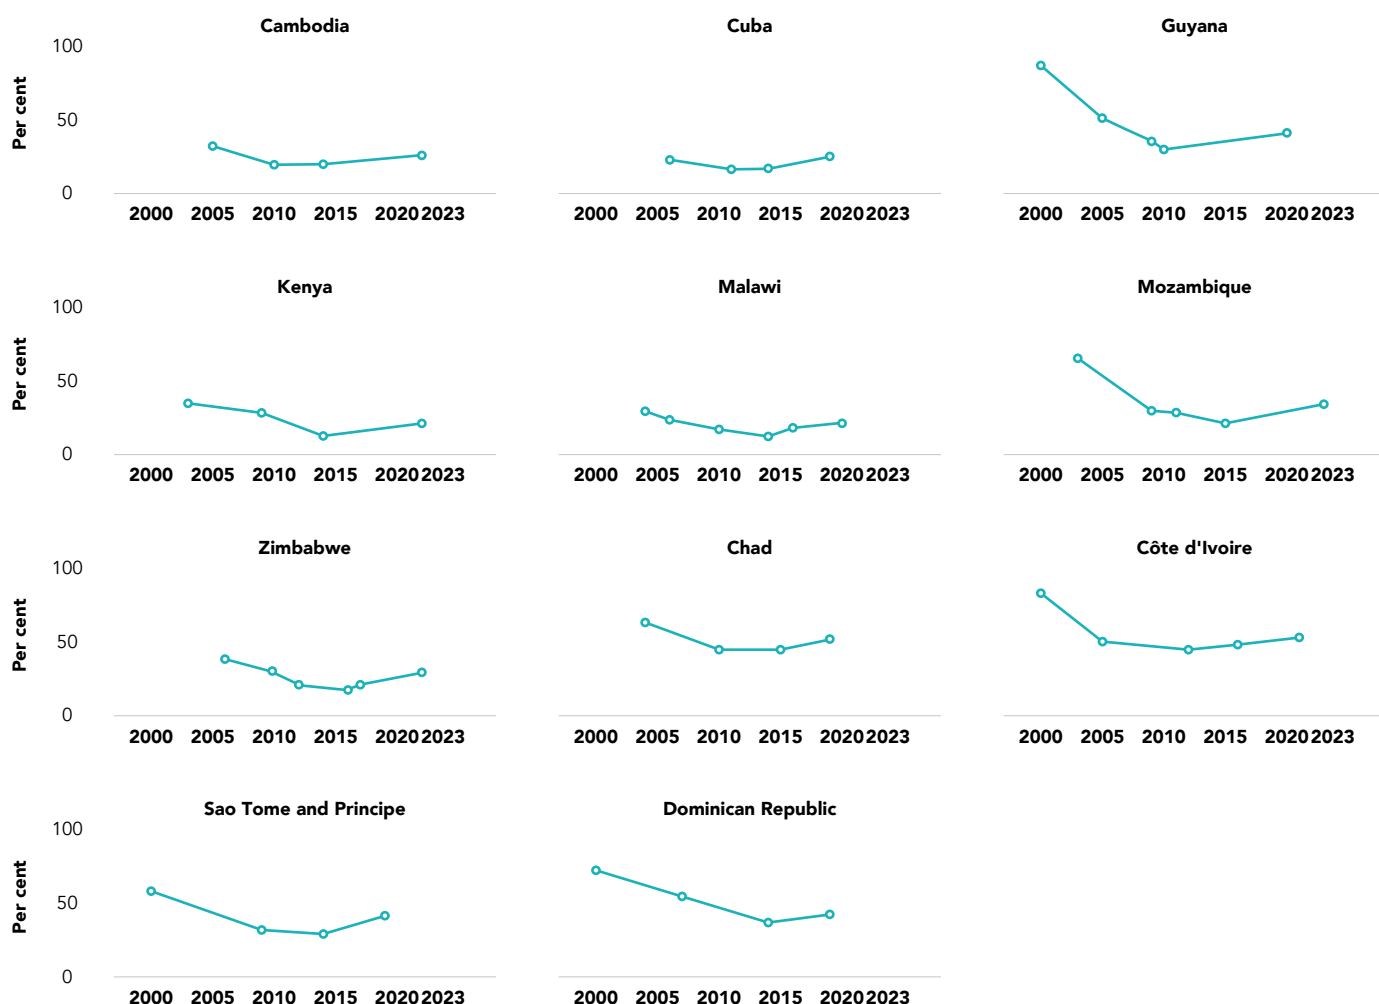 Cambodia Cuba Guyana
100
Per cent
50
0
2000 2005 2010 2015 2020 2023 2000 2005 2010 2015 2020 2023 2000 2005 2010 2015 2020 2023
Kenya Malawi Mozambique
100
Per cent
50
0
2000 2005 2010 2015 2020 2023 2000 2005 2010 2015 2020 2023 2000 2005 2010 2015 2020 2023
Zimbabwe Chad Côte d'Ivoire
100
Per cent
50
0
2000 2005 2010 2015 2020 2023 2000 2005 2010 2015 2020 2023 2000 2005 2010 2015 2020 2023
Sao Tome and Principe Dominican Republic
100
Per cent
50
0
2000 2005 2010 2015 2020 2023 2000 2005 2010 2015 2020 2023